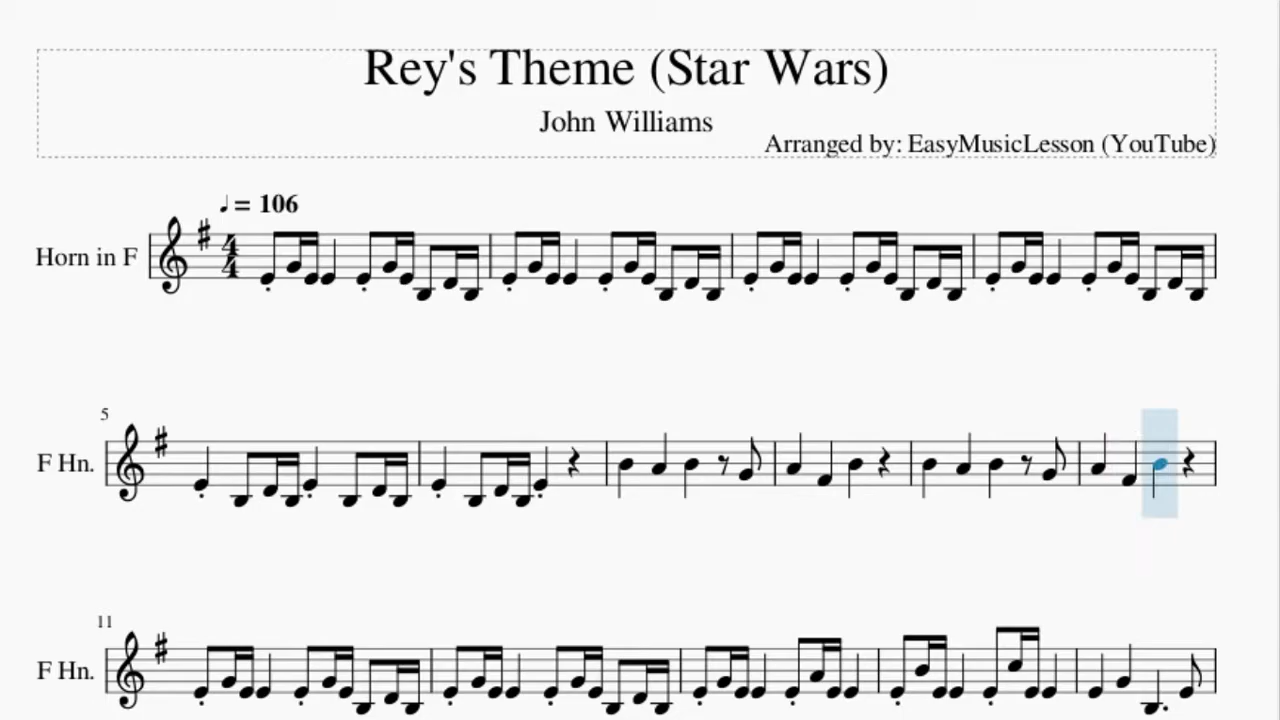 Rey's Theme (Star Wars)
John Williams
Arranged by: EasyMusicLesson (YouTube)
♩ = 106
Horn in F
4
4
5
F Hn.
11
F Hn.